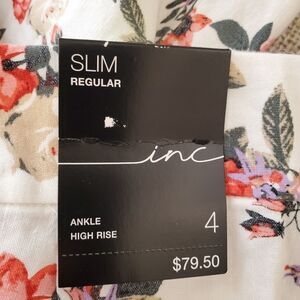 SLIM
REGULAR
inc
ANKLE
HIGH RISE
4
$79.50